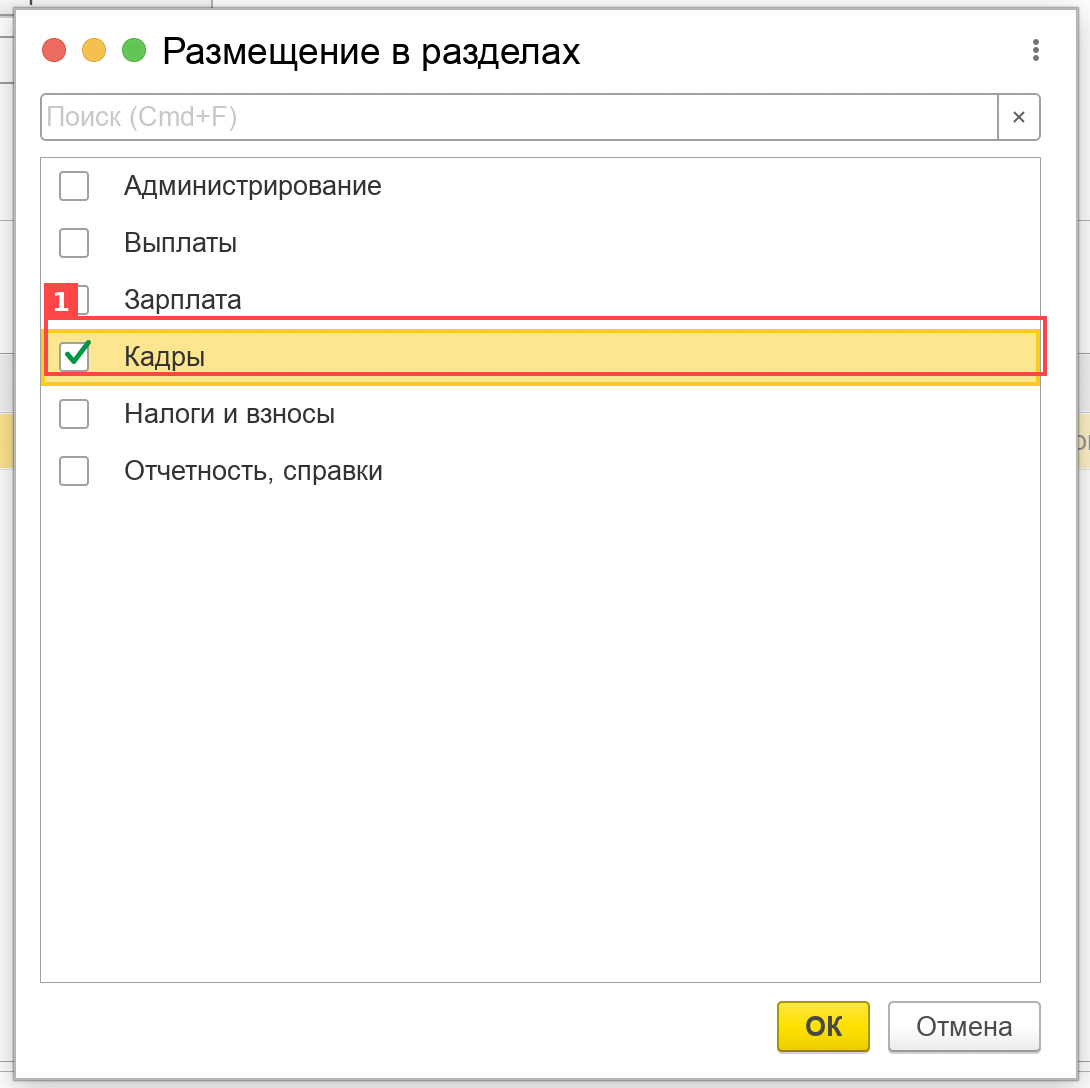 Размещение в разделах
Поиск (Cmd+F)
×
Администрирование
Выплаты
1
Зарплата
Кадры
Налоги и взносы
Отчетность, справки
ОК
Отмена